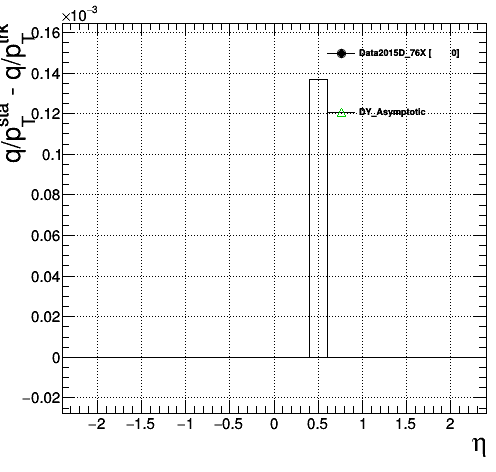 ×10⁻³
q/p_T^sta - q/p_T^trk
0.16
0.14
0.12
0.1
0.08
0.06
0.04
0.02
0
−0.02
Data2015D_76X [ 0]
DY_Asymptotic
−2 −1.5 −1 −0.5 0 0.5 1 1.5 2
η